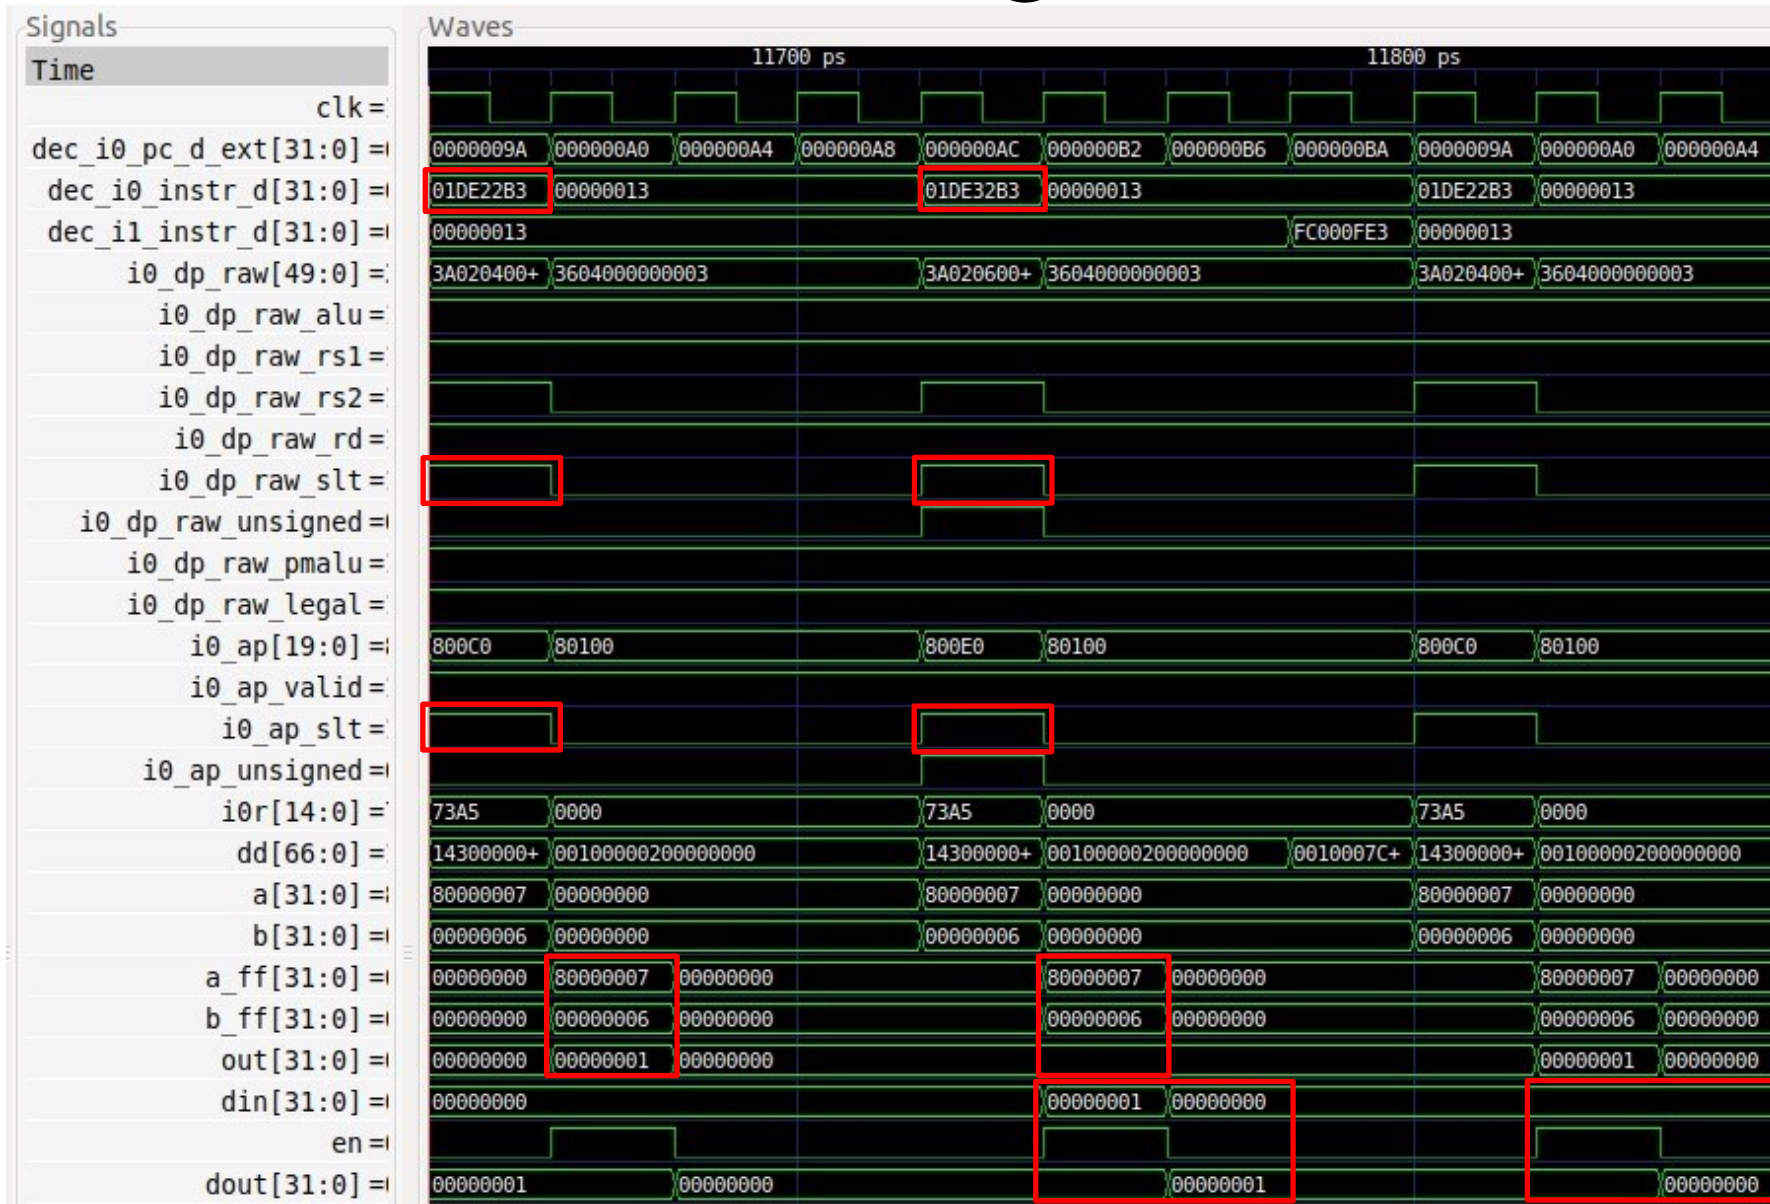 Signals
Waves
Time
11700 ps 11800 ps
clk =
dec_i0_pc_d_ext[31:0] = 0000009A 000000A0 000000A4 000000A8 000000AC 000000B2 000000B6 000000BA 0000009A 000000A0 000000A4
dec_i0_instr_d[31:0] = 01DE22B3 00000013 01DE32B3 00000013 01DE22B3 00000013
dec_i1_instr_d[31:0] = 00000013 FC000FE3 00000013
i0_dp_raw[49:0] = 3A020400+ 3604000000003 3A020600+ 3604000000003 3A020400+ 3604000000003
i0_dp_raw_alu =
i0_dp_raw_rs1 =
i0_dp_raw_rs2 =
i0_dp_raw_rd =
i0_dp_raw_slt =
i0_dp_raw_unsigned =
i0_dp_raw_pmalu =
i0_dp_raw_legal =
i0_ap[19:0] = 800C0 80100 800E0 80100 800C0 80100
i0_ap_valid =
i0_ap_slt =
i0_ap_unsigned =
i0r[14:0] = 73A5 0000 73A5 0000 73A5 0000
dd[66:0] = 14300000+ 00100000200000000 14300000+ 00100000200000000 0010007C+ 14300000+ 00100000200000000
a[31:0] = 80000007 00000000 80000007 00000000 80000007 00000000
b[31:0] = 00000006 00000000 00000006 00000000 00000006 00000000
a_ff[31:0] = 00000000 80000007 00000000 80000007 00000000 80000007 00000000
b_ff[31:0] = 00000000 00000006 00000000 00000006 00000000 00000006 00000000
out[31:0] = 00000000 00000001 00000000 00000001 00000000
din[31:0] = 00000000 00000001 00000000
en =
dout[31:0] = 00000001 00000000 00000001 00000000